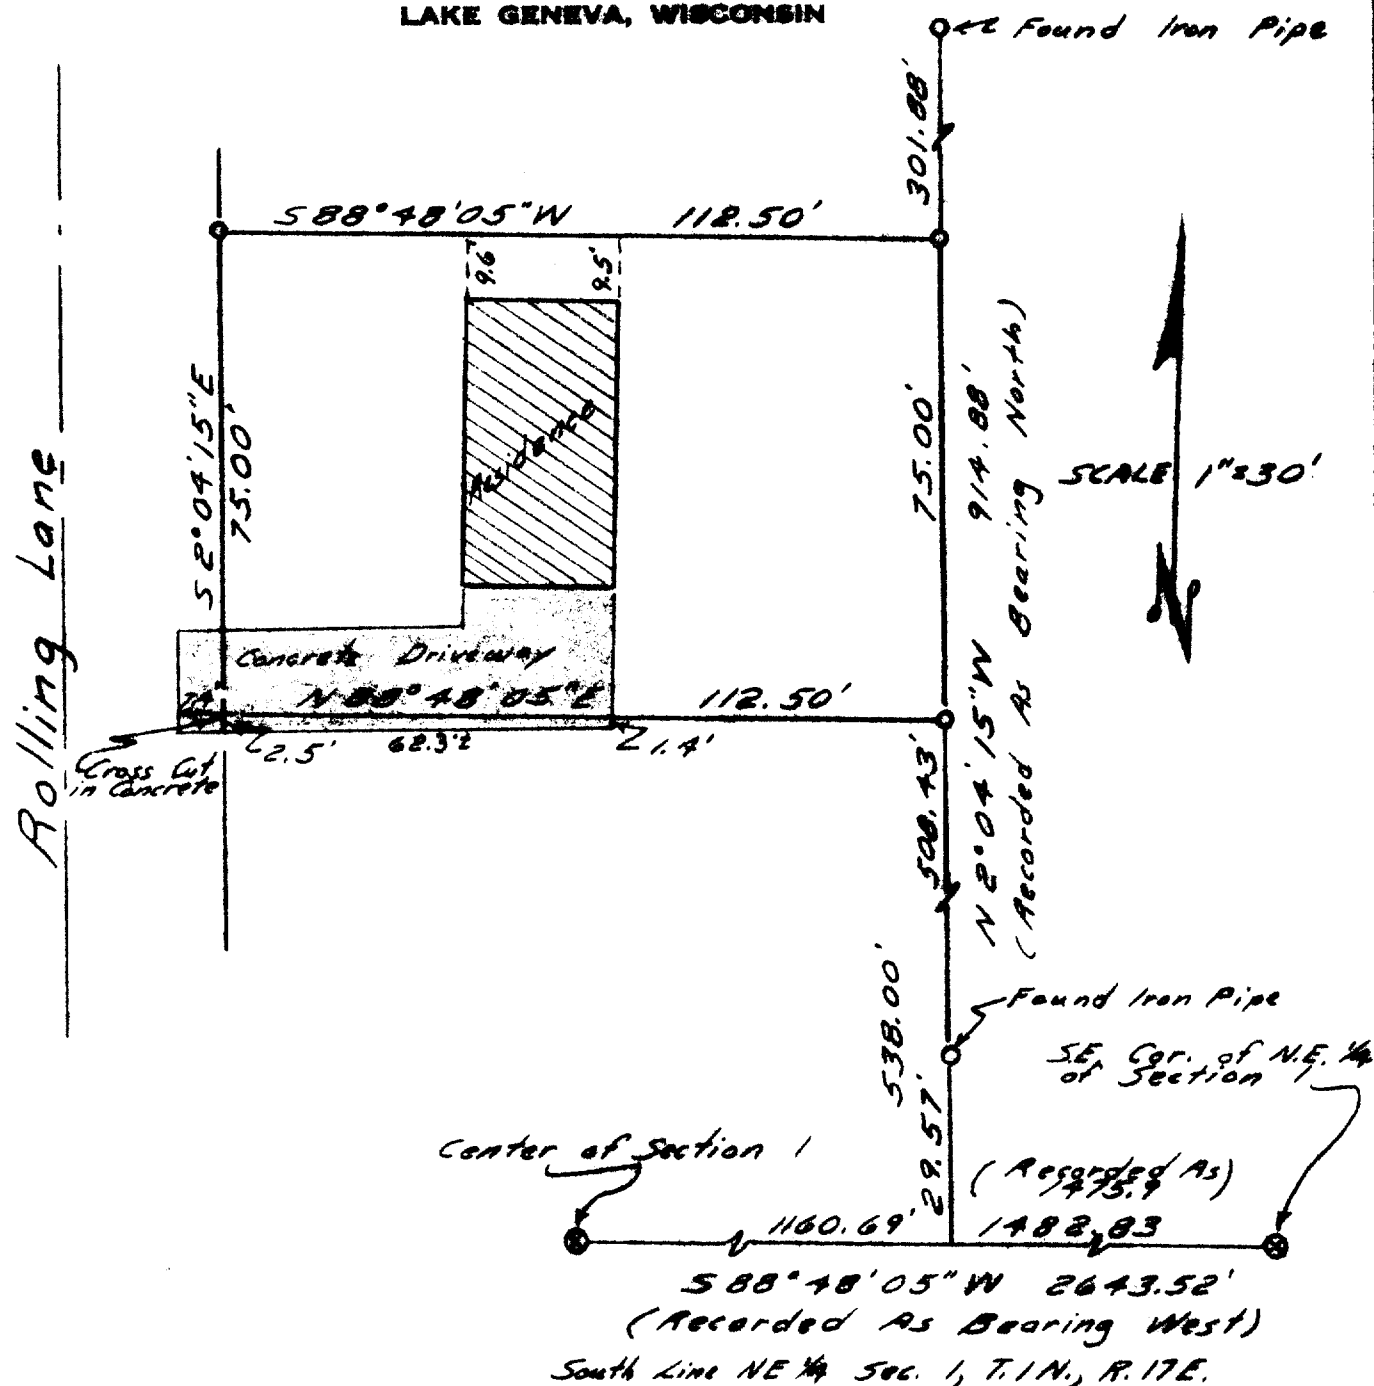 LAKE GENEVA, WISCONSIN
Found Iron Pipe
301.88'
S 88°48'05"W 112.50'
9.6'
9.5'
Residence
S 2°04'15"E
75.00'
75.00'
914.88'
N 2°04'15"W
(Recorded As Bearing North)
SCALE 1"=30'
N
Rolling Lane
Concrete Driveway
N 88°48'05"E 112.50'
2.5'
62.3'±
1.4'
Cross Cut
in Concrete
508.43'
538.00'
Found Iron Pipe
S.E. Cor. of N.E. ¼
of Section 1
29.57'
Center of Section 1
(Recorded As)
1475.9
1160.69'
1482.83
S 88°48'05"W 2643.52'
(Recorded As Bearing West)
South Line NE ¼ Sec. 1, T.1N., R.17E.